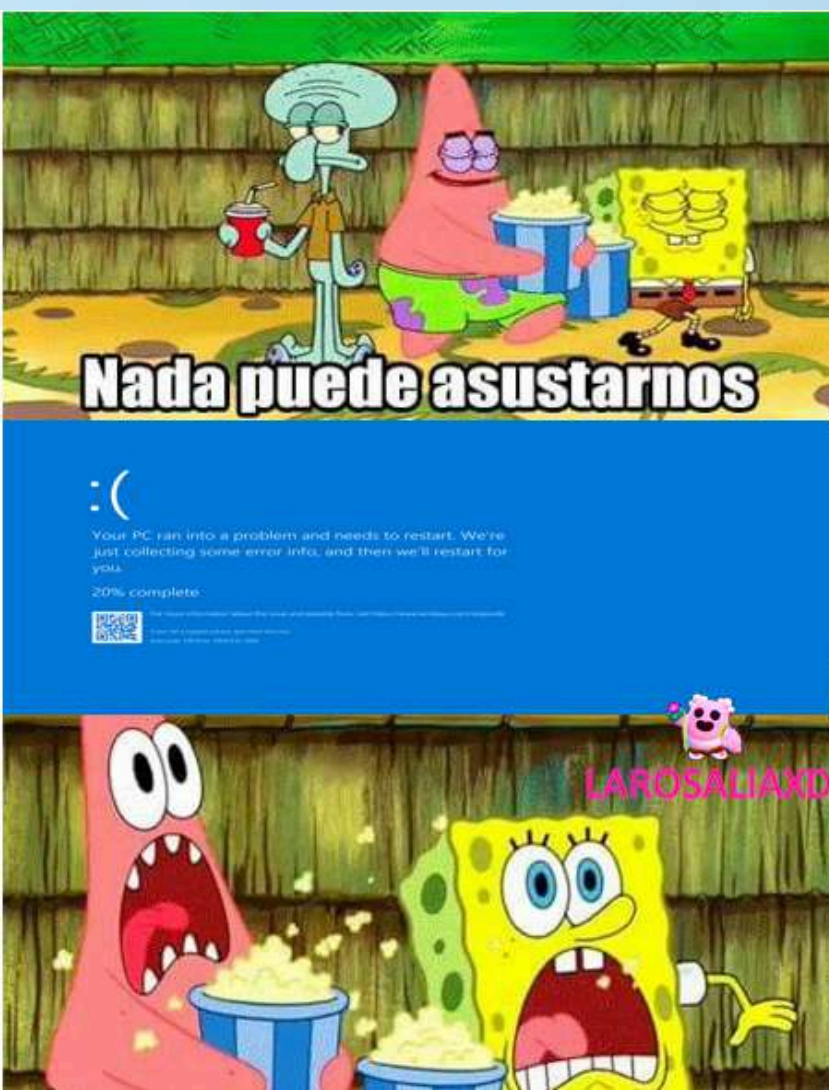 Nada puede asustarnos
:(
Your PC ran into a problem and needs to restart. We're
just collecting some error info, and then we'll restart for
you.
20% complete
LAROSALIAXD